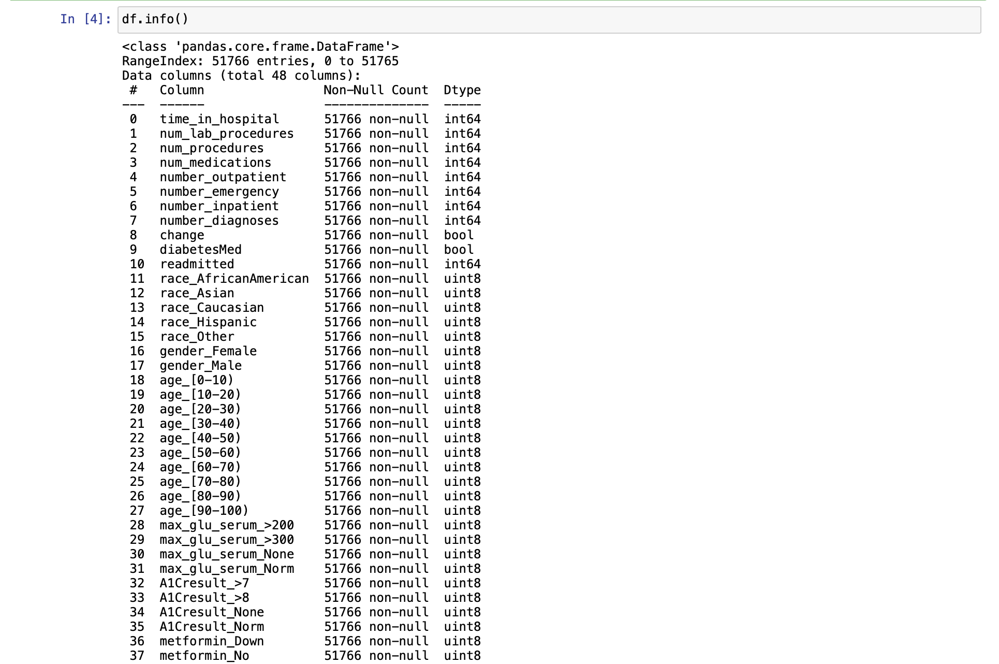 In [4]: df.info()
<class 'pandas.core.frame.DataFrame'>
RangeIndex: 51766 entries, 0 to 51765
Data columns (total 48 columns):
 #   Column                Non-Null Count  Dtype
---  ------                --------------  -----
 0   time_in_hospital      51766 non-null  int64
 1   num_lab_procedures    51766 non-null  int64
 2   num_procedures        51766 non-null  int64
 3   num_medications       51766 non-null  int64
 4   number_outpatient     51766 non-null  int64
 5   number_emergency      51766 non-null  int64
 6   number_inpatient      51766 non-null  int64
 7   number_diagnoses      51766 non-null  int64
 8   change                51766 non-null  bool
 9   diabetesMed           51766 non-null  bool
 10  readmitted            51766 non-null  int64
 11  race_AfricanAmerican  51766 non-null  uint8
 12  race_Asian            51766 non-null  uint8
 13  race_Caucasian        51766 non-null  uint8
 14  race_Hispanic         51766 non-null  uint8
 15  race_Other            51766 non-null  uint8
 16  gender_Female         51766 non-null  uint8
 17  gender_Male           51766 non-null  uint8
 18  age_[0-10)            51766 non-null  uint8
 19  age_[10-20)           51766 non-null  uint8
 20  age_[20-30)           51766 non-null  uint8
 21  age_[30-40)           51766 non-null  uint8
 22  age_[40-50)           51766 non-null  uint8
 23  age_[50-60)           51766 non-null  uint8
 24  age_[60-70)           51766 non-null  uint8
 25  age_[70-80)           51766 non-null  uint8
 26  age_[80-90)           51766 non-null  uint8
 27  age_[90-100)          51766 non-null  uint8
 28  max_glu_serum_>200    51766 non-null  uint8
 29  max_glu_serum_>300    51766 non-null  uint8
 30  max_glu_serum_None    51766 non-null  uint8
 31  max_glu_serum_Norm    51766 non-null  uint8
 32  A1Cresult_>7          51766 non-null  uint8
 33  A1Cresult_>8          51766 non-null  uint8
 34  A1Cresult_None        51766 non-null  uint8
 35  A1Cresult_Norm        51766 non-null  uint8
 36  metformin_Down        51766 non-null  uint8
 37  metformin_No          51766 non-null  uint8